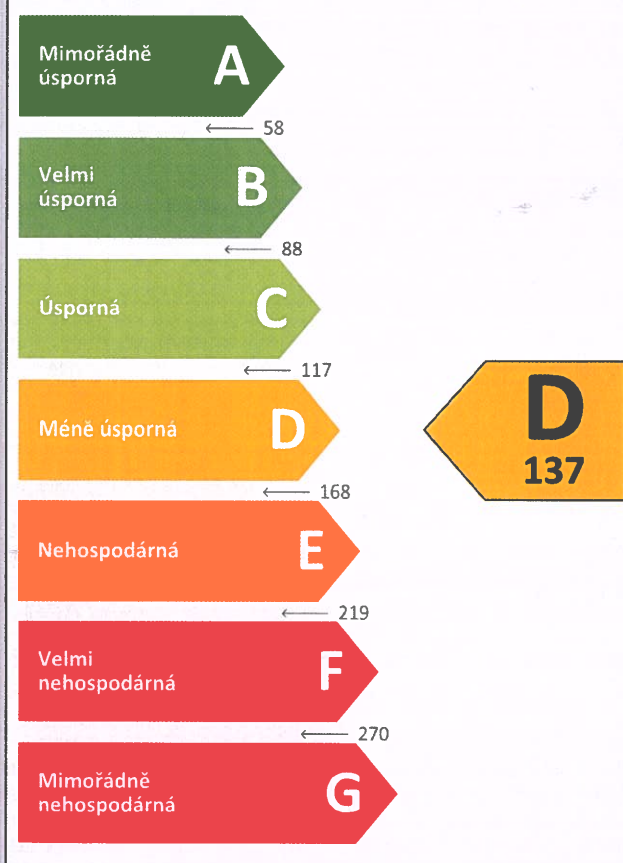 Mimořádně
úsporná
A
58
Velmi
úsporná
B
88
Úsporná
C
117
Méně úsporná
D
D
137
168
Nehospodárná
E
219
Velmi
nehospodárná
F
270
Mimořádně
nehospodárná
G